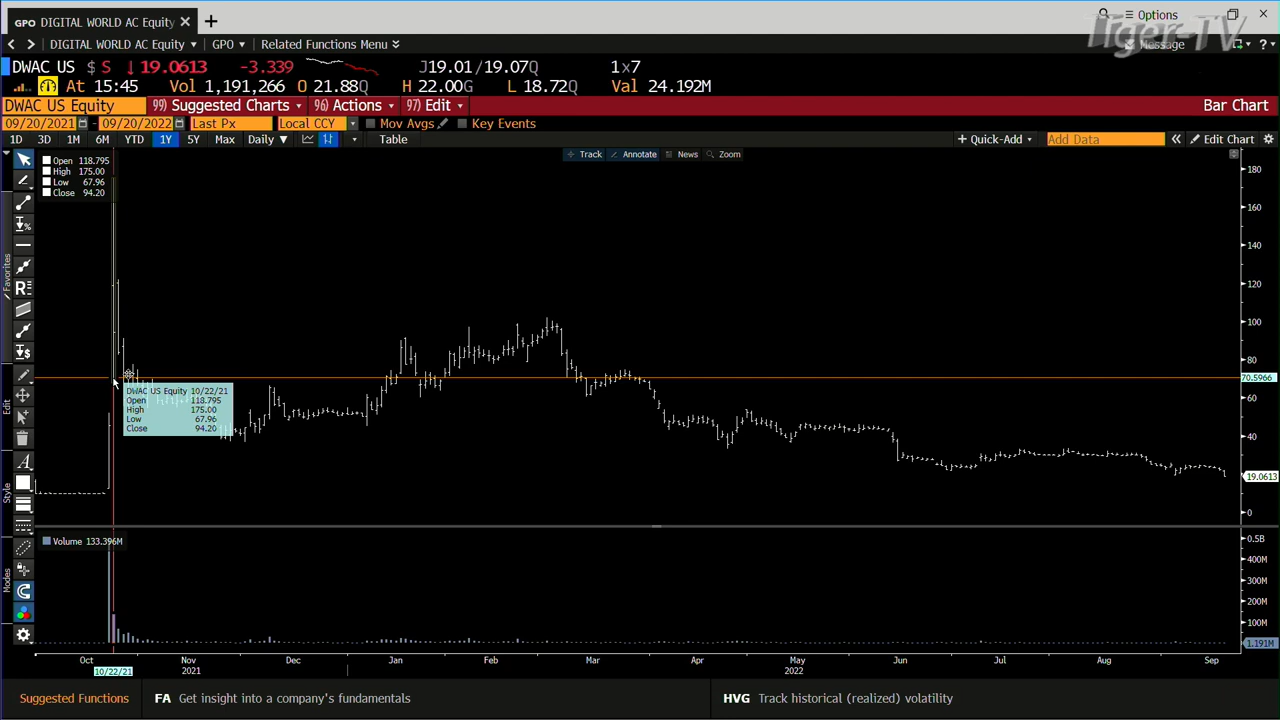 GPO DIGITAL WORLD AC Equity
Options
Tiger-TV
DIGITAL WORLD AC Equity GPO Related Functions Menu
Message
DWAC US $ S 19.0613 -3.339 J19.01/19.07Q 1x7
At 15:45 Vol 1,191,266 O 21.88Q H 22.00G L 18.72Q Val 24.192M
DWAC US Equity 99) Suggested Charts 96) Actions 97) Edit Bar Chart
09/20/2021 - 09/20/2022 Last Px Local CCY Mov Avgs Key Events
1D 3D 1M 6M YTD 1Y 5Y Max Daily Table + Quick-Add Add Data Edit Chart
Track Annotate News Zoom
Open 118.795
High 175.00
Low 67.96
Close 94.20
180
160
140
120
100
80
70.5966
60
40
19.0613
0
Favorites
Edit
Style
Modes
DWAC US Equity 10/22/21
Open 118.795
High 175.00
Low 67.96
Close 94.20
Volume 133.396M
0.5B
400M
300M
200M
100M
1.191M
Oct Nov Dec Jan Feb Mar Apr May Jun Jul Aug Sep
10/22/21 2021 2022
Suggested Functions FA Get insight into a company's fundamentals HVG Track historical (realized) volatility